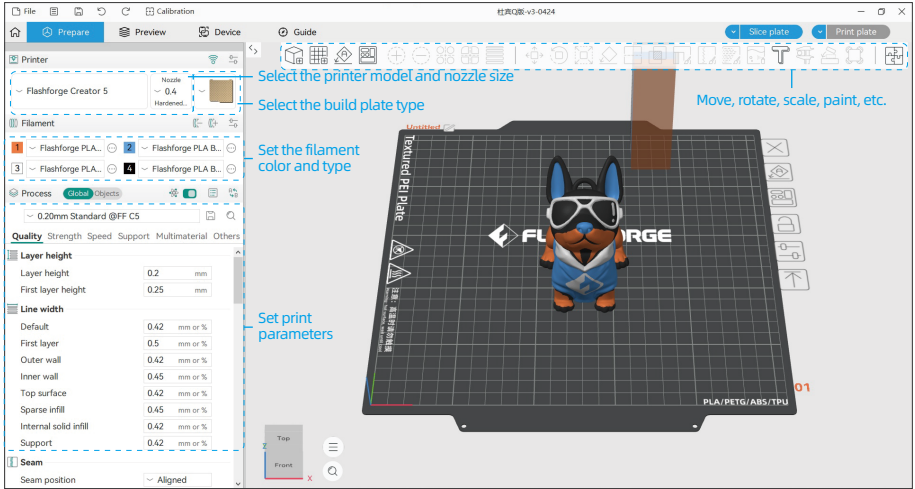 File
Calibration
杜宾Q版-v3-0424
Prepare
Preview
Device
Guide
Slice plate
Print plate
Printer
Flashforge Creator 5
Nozzle
0.4
Hardened...
Select the printer model and nozzle size
Select the build plate type
Move, rotate, scale, paint, etc.
Filament
1 Flashforge PLA... 2 Flashforge PLA B...
3 Flashforge PLA... 4 Flashforge PLA B...
Set the filament
color and type
Process Global Objects
0.20mm Standard @FF C5
Quality Strength Speed Support Multimaterial Others
Layer height
Layer height 0.2 mm
First layer height 0.25 mm
Line width
Default 0.42 mm or %
First layer 0.5 mm or %
Outer wall 0.42 mm or %
Inner wall 0.45 mm or %
Top surface 0.42 mm or %
Sparse infill 0.45 mm or %
Internal solid infill 0.42 mm or %
Support 0.42 mm or %
Set print
parameters
Seam
Seam position Aligned
Untitled
Textured PEI Plate
FL RGE
01
PLA/PETG/ABS/TPU
Top
Front
Z
X